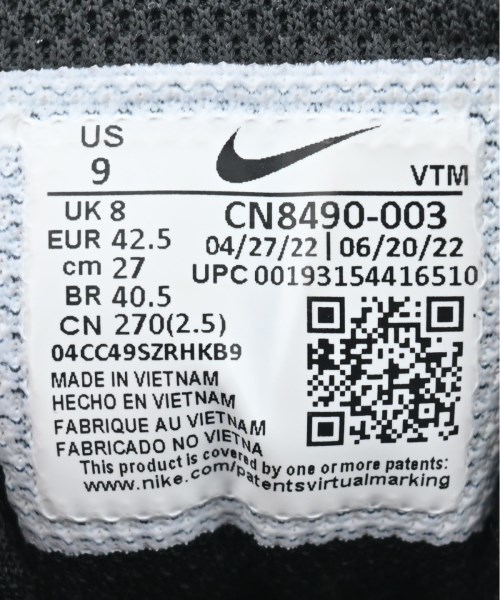 US
9
VTM
UK 8
EUR 42.5
cm 27
BR 40.5
CN 270(2.5)
CN8490-003
04/27/22 | 06/20/22
UPC 00193154416510
04CC49SZRHKB9
MADE IN VIETNAM
HECHO EN VIETNAM
FABRIQUE AU VIETNAM
FABRICADO NO VIETNA
This product is covered by one or more patents:
www.nike.com/patentsvirtualmarking